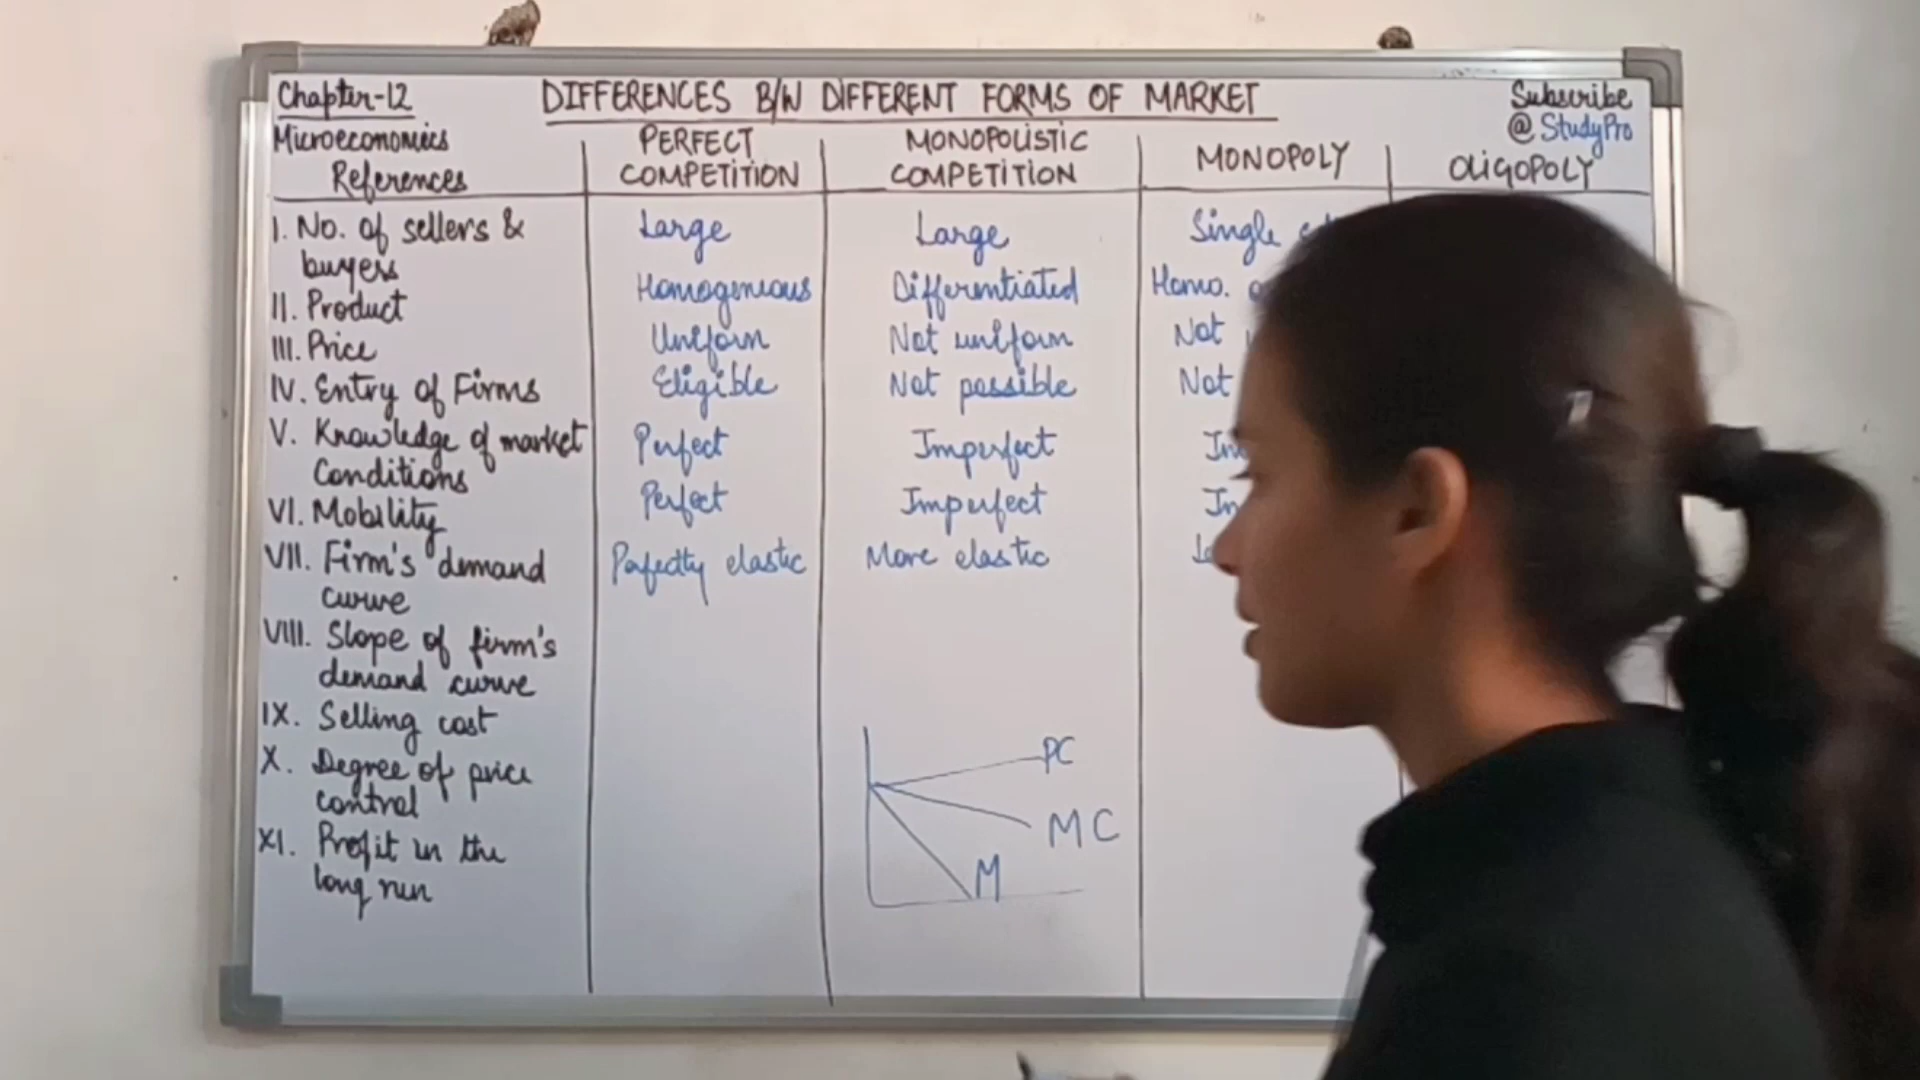 Chapter-12
DIFFERENCES B/W DIFFERENT FORMS OF MARKET
Subscribe
@ StudyPro
Microeconomics
References
PERFECT
COMPETITION
MONOPOLISTIC
COMPETITION
MONOPOLY
OLIGOPOLY
I. No. of sellers &
buyers
Large
Large
Single
II. Product
Homogenious
Differentiated
Homo.
III. Price
Uniform
Not uniform
Not
IV. Entry of Firms
Eligible
Not possible
Not
V. Knowledge of market
Conditions
Perfect
Imperfect
VI. Mobility
Perfect
Imperfect
VII. Firm's demand
curve
Perfectly elastic
More elastic
VIII. Slope of firm's
demand curve
IX. Selling cost
X. Degree of price
control
XI. Profit in the
long run
PC
MC
M